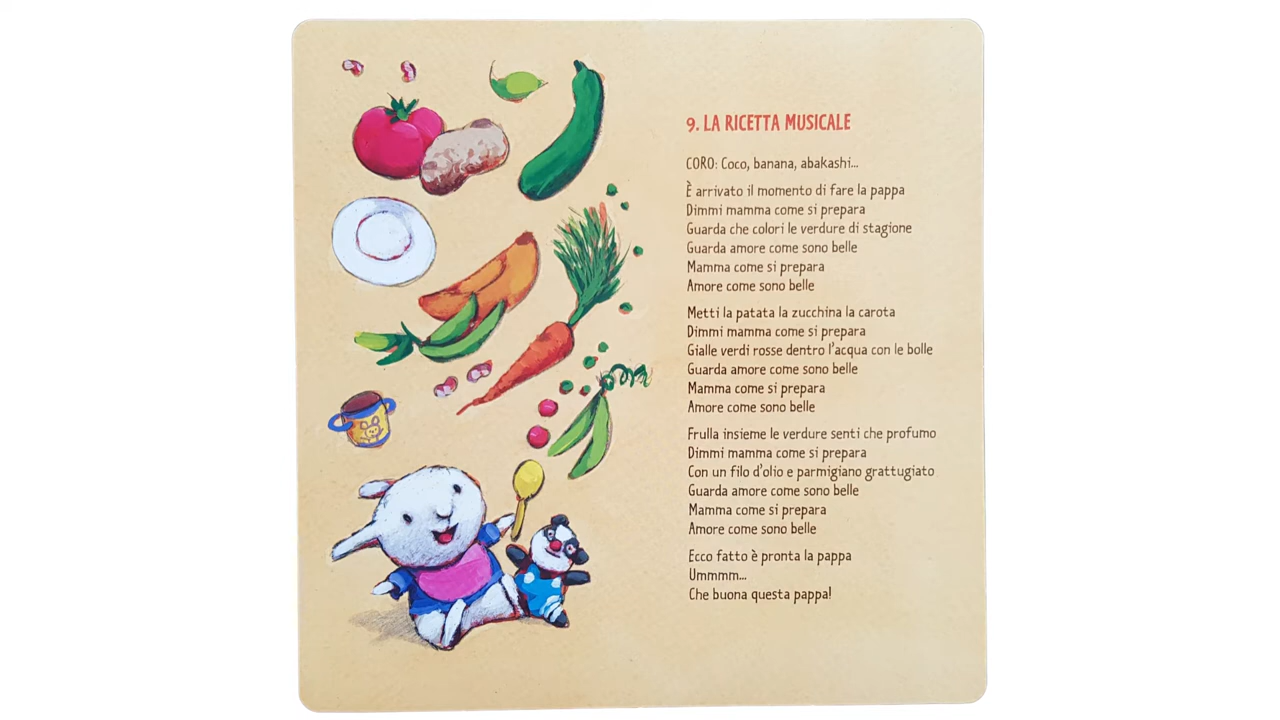 9. LA RICETTA MUSICALE
CORO: Coco, banana, abakashi...
È arrivato il momento di fare la pappa
Dimmi mamma come si prepara
Guarda che colori le verdure di stagione
Guarda amore come sono belle
Mamma come si prepara
Amore come sono belle
Metti la patata la zucchina la carota
Dimmi mamma come si prepara
Gialle verdi rosse dentro l'acqua con le bolle
Guarda amore come sono belle
Mamma come si prepara
Amore come sono belle
Frulla insieme le verdure senti che profumo
Dimmi mamma come si prepara
Con un filo d'olio e parmigiano grattugiato
Guarda amore come sono belle
Mamma come si prepara
Amore come sono belle
Ecco fatto è pronta la pappa
Ummmm...
Che buona questa pappa!